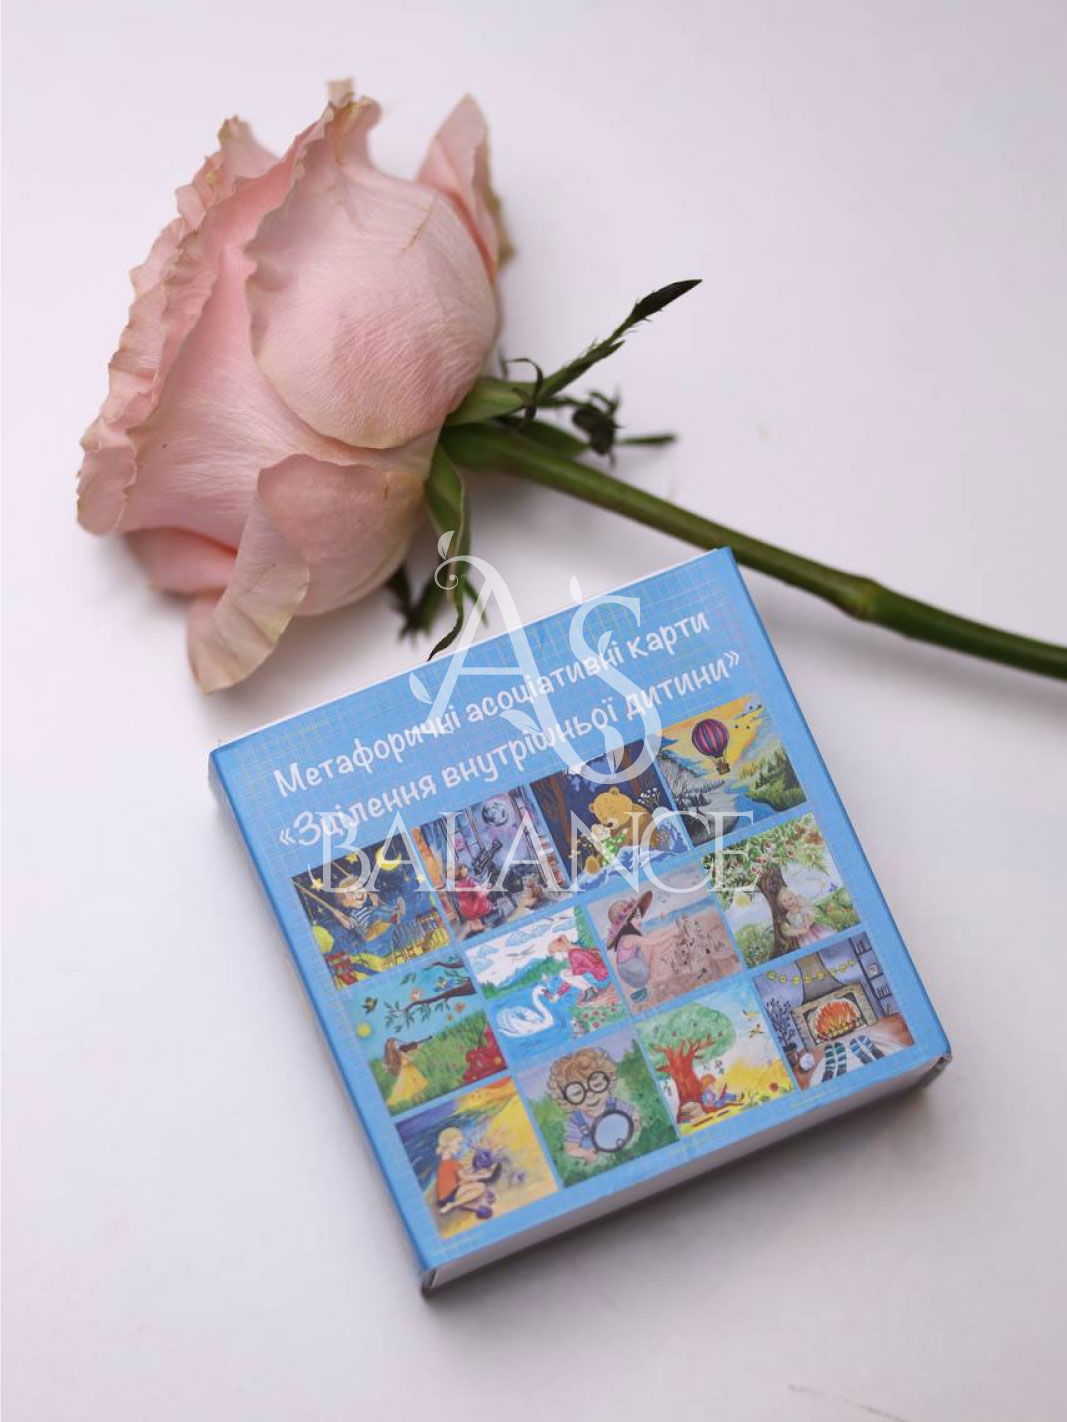 Метафоричні асоціативні карти
«Зцілення внутрішньої дитини»
AS
BALANCE